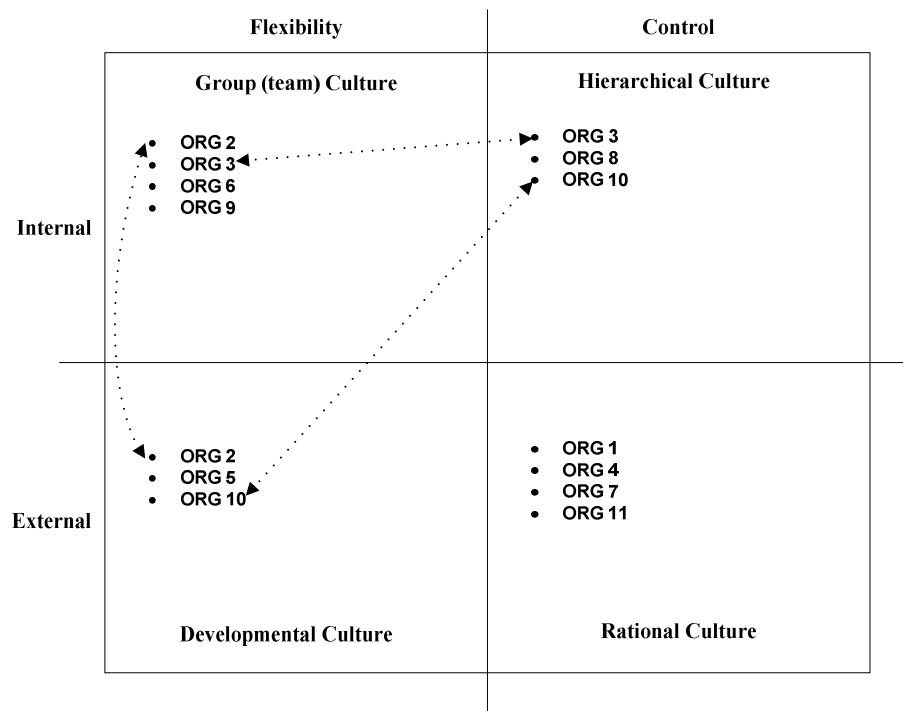 Flexibility
Control
Group (team) Culture
Hierarchical Culture
Internal
ORG 2
ORG 3
ORG 6
ORG 9
ORG 3
ORG 8
ORG 10
External
ORG 2
ORG 5
ORG 10
ORG 1
ORG 4
ORG 7
ORG 11
Developmental Culture
Rational Culture